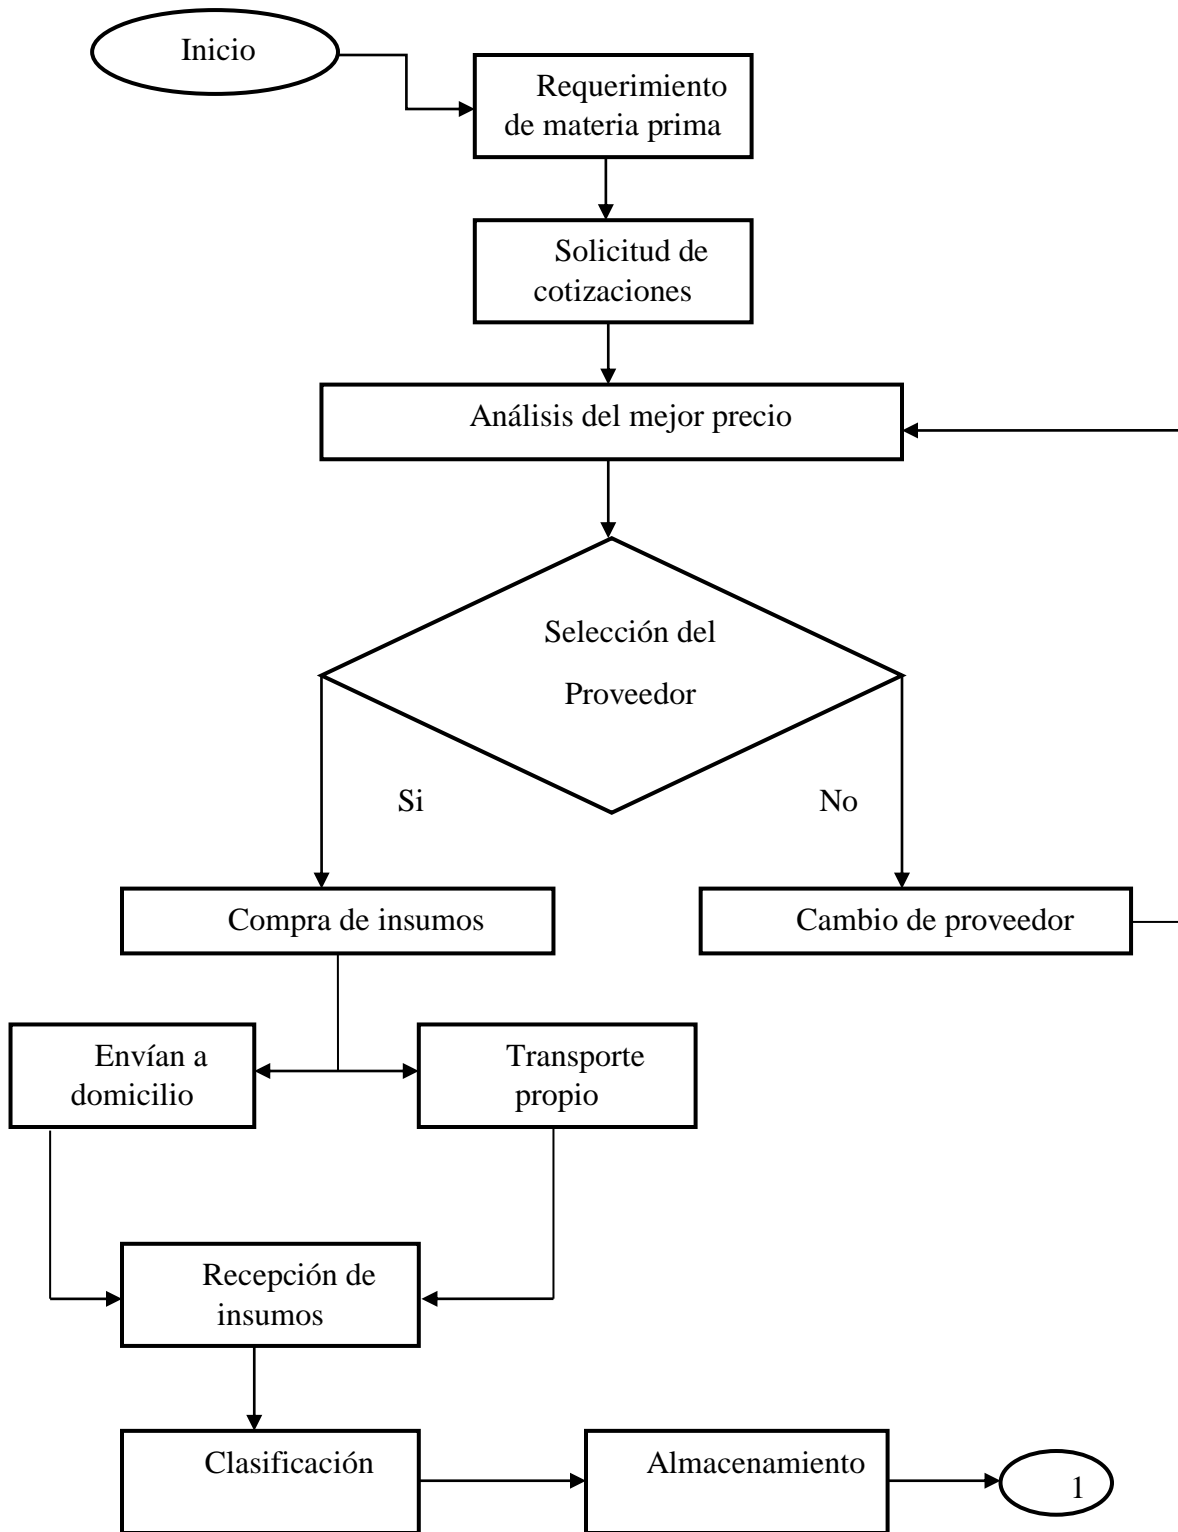 Inicio
Requerimiento
de materia prima
Solicitud de
cotizaciones
Análisis del mejor precio
Selección del
Proveedor
Si
No
Compra de insumos
Cambio de proveedor
Envían a
domicilio
Transporte
propio
Recepción de
insumos
Clasificación
Almacenamiento
1